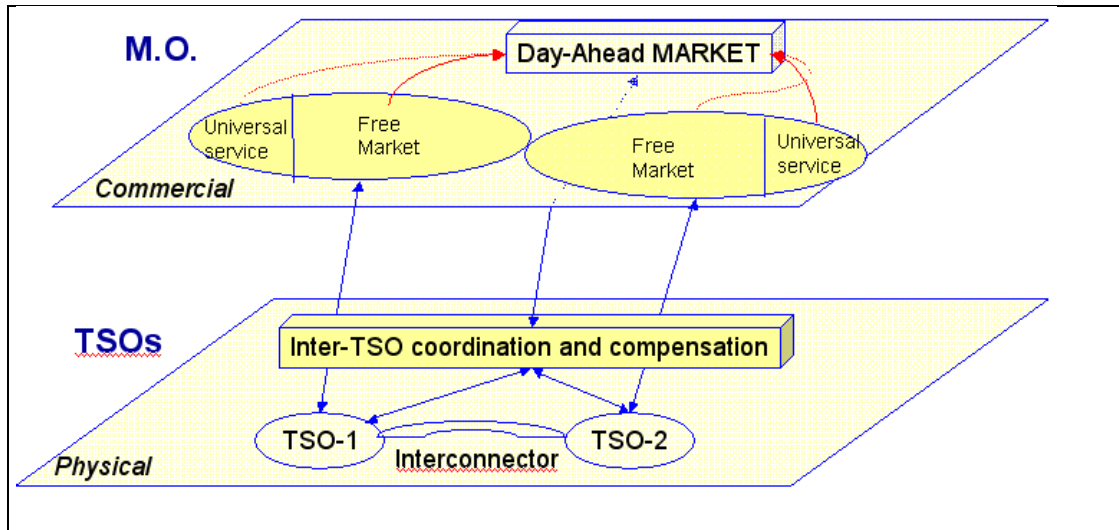 M.O.
Day-Ahead MARKET
Universal
service
Free
Market
Free
Market
Universal
service
Commercial
TSOs
Inter-TSO coordination and compensation
TSO-1
TSO-2
Interconnector
Physical